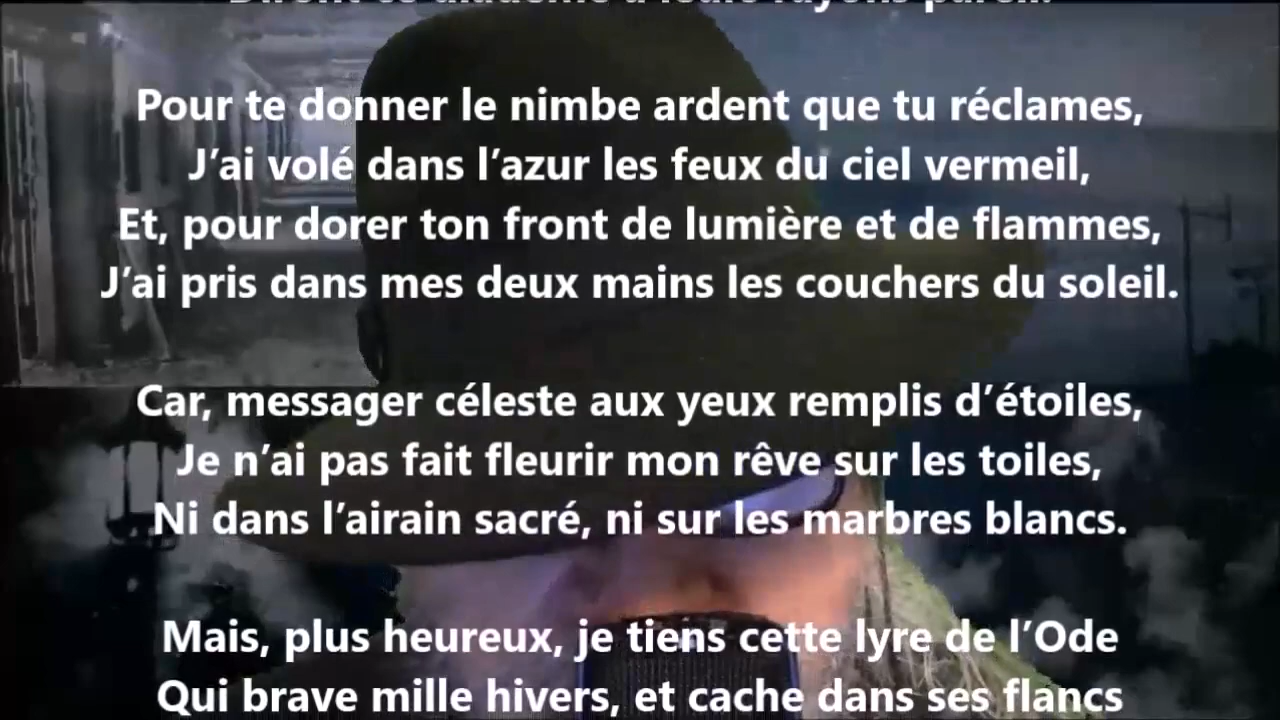 Pour te donner le nimbe ardent que tu réclames,
J’ai volé dans l’azur les feux du ciel vermeil,
Et, pour dorer ton front de lumière et de flammes,
J’ai pris dans mes deux mains les couchers du soleil.
Car, messager céleste aux yeux remplis d’étoiles,
Je n’ai pas fait fleurir mon rêve sur les toiles,
Ni dans l’airain sacré, ni sur les marbres blancs.
Mais, plus heureux, je tiens cette lyre de l’Ode
Qui brave mille hivers, et cache dans ses flancs